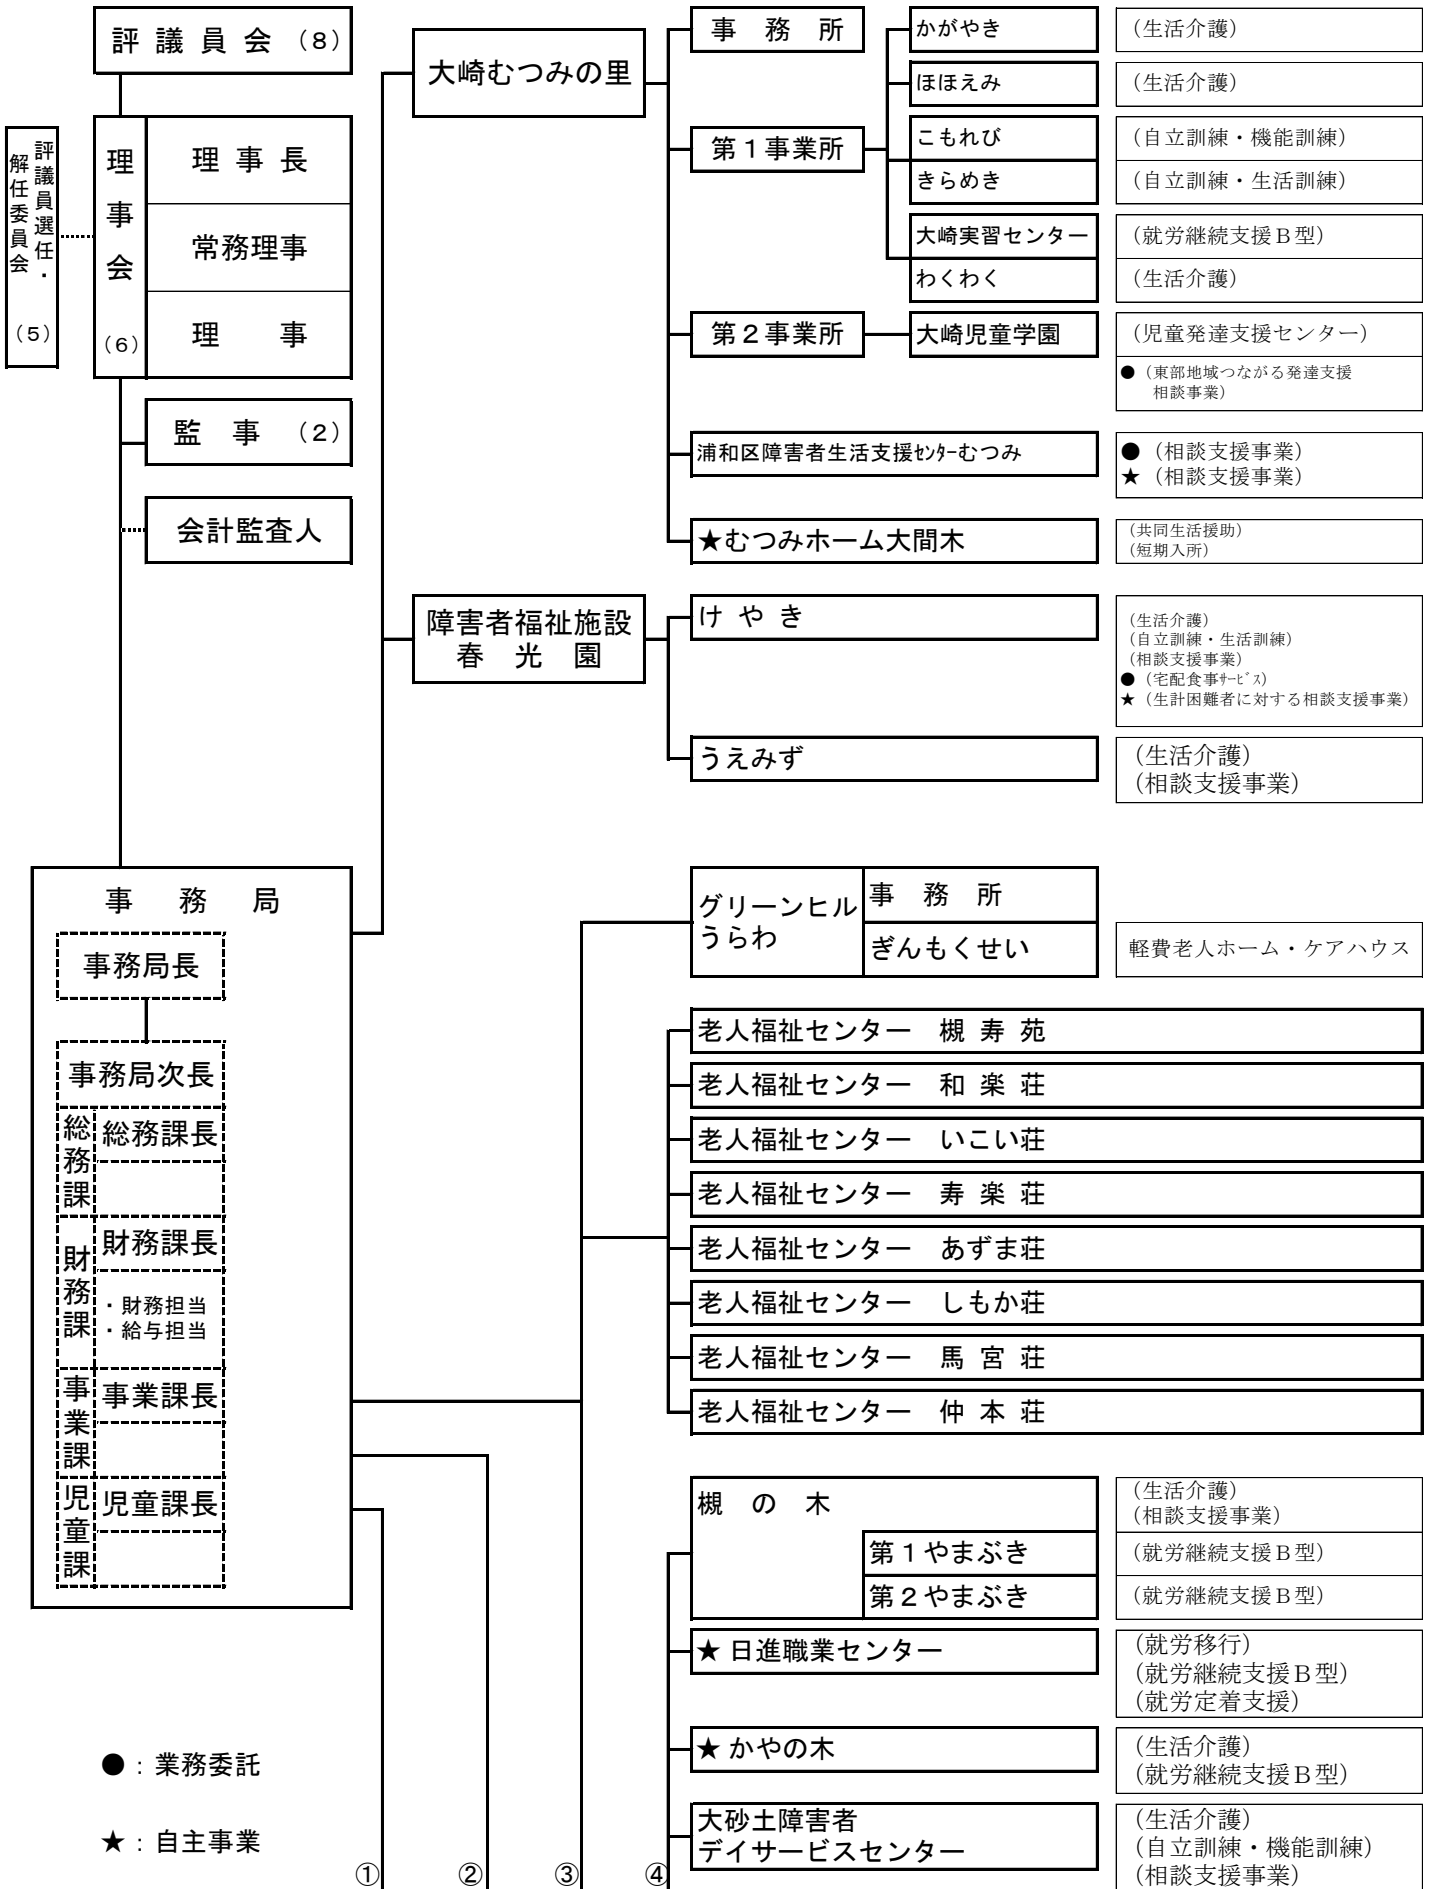 評議員会（8）
評議員選任・
解任委員会
（5）
理事会
（6）
理事長
常務理事
理　事
監　事（2）
会計監査人
大崎むつみの里
事　務　所
第１事業所
かがやき
（生活介護）
ほほえみ
（生活介護）
こもれび
（自立訓練・機能訓練）
きらめき
（自立訓練・生活訓練）
大崎実習センター
（就労継続支援Ｂ型）
わくわく
（生活介護）
第２事業所
大崎児童学園
（児童発達支援センター）
●（東部地域つながる発達支援
相談事業）
浦和区障害者生活支援ｾﾝﾀｰむつみ
●（相談支援事業）
★（相談支援事業）
★むつみホーム大間木
（共同生活援助）
（短期入所）
障害者福祉施設
春　光　園
け や き
（生活介護）
（自立訓練・生活訓練）
（相談支援事業）
●（宅配食事ｻｰﾋﾞｽ）
★（生計困難者に対する相談支援事業）
うえみず
（生活介護）
（相談支援事業）
事　務　局
事務局長
事務局次長
総務課
総務課長
財務課
財務課長
・財務担当
・給与担当
事業課
事業課長
児童課
児童課長
グリーンヒル
うらわ
事　務　所
ぎんもくせい
軽費老人ホーム・ケアハウス
老人福祉センター　槻 寿 苑
老人福祉センター　和 楽 荘
老人福祉センター　いこい荘
老人福祉センター　寿 楽 荘
老人福祉センター　あずま荘
老人福祉センター　しもか荘
老人福祉センター　馬 宮 荘
老人福祉センター　仲 本 荘
槻　の　木
（生活介護）
（相談支援事業）
第１やまぶき
（就労継続支援Ｂ型）
第２やまぶき
（就労継続支援Ｂ型）
★ 日進職業センター
（就労移行）
（就労継続支援Ｂ型）
（就労定着支援）
★ かやの木
（生活介護）
（就労継続支援Ｂ型）
大砂土障害者
デイサービスセンター
（生活介護）
（自立訓練・機能訓練）
（相談支援事業）
●：業務委託
★：自主事業
①
②
③
④